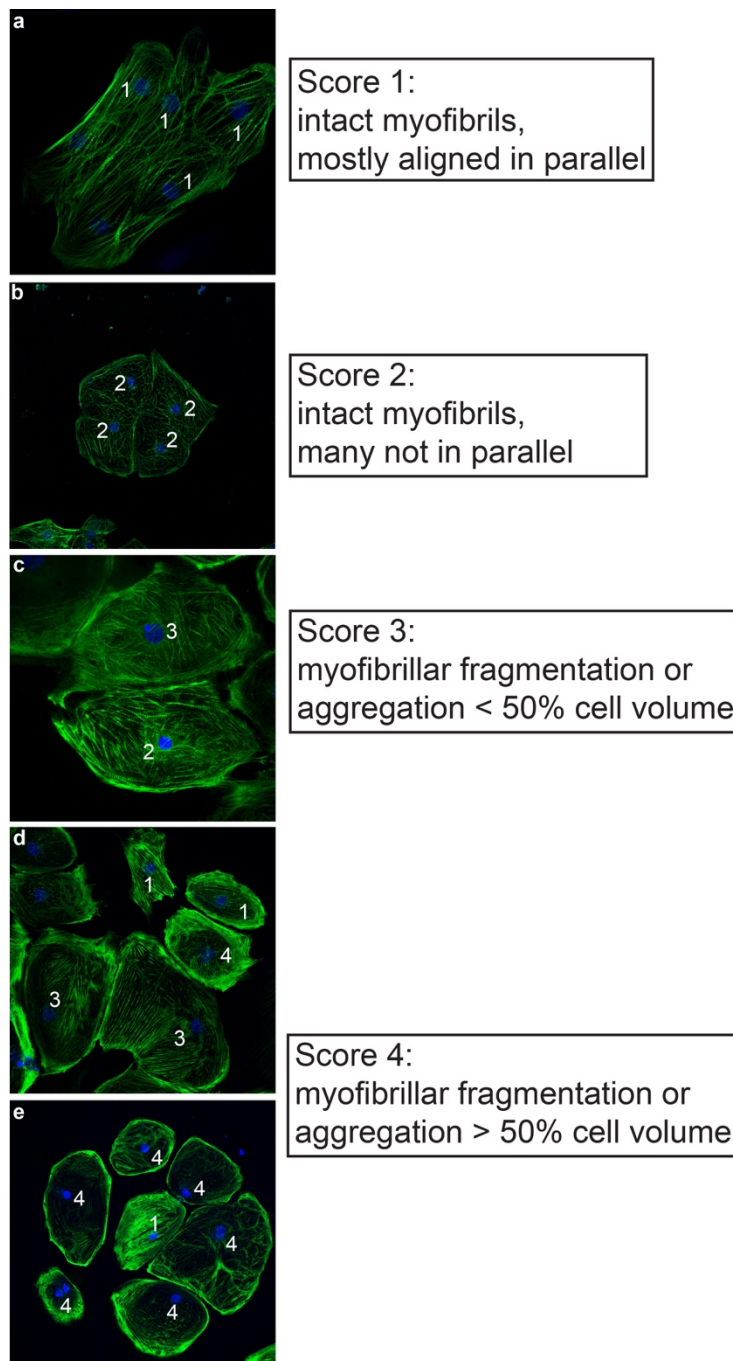 a
1
1
1
1
Score 1:
intact myofibrils,
mostly aligned in parallel
b
2
2
2
2
Score 2:
intact myofibrils,
many not in parallel
c
3
2
Score 3:
myofibrillar fragmentation or
aggregation < 50% cell volume
d
1
1
4
3
3
Score 4:
myofibrillar fragmentation or
aggregation > 50% cell volume
e
4
4
4
1
4
4
4